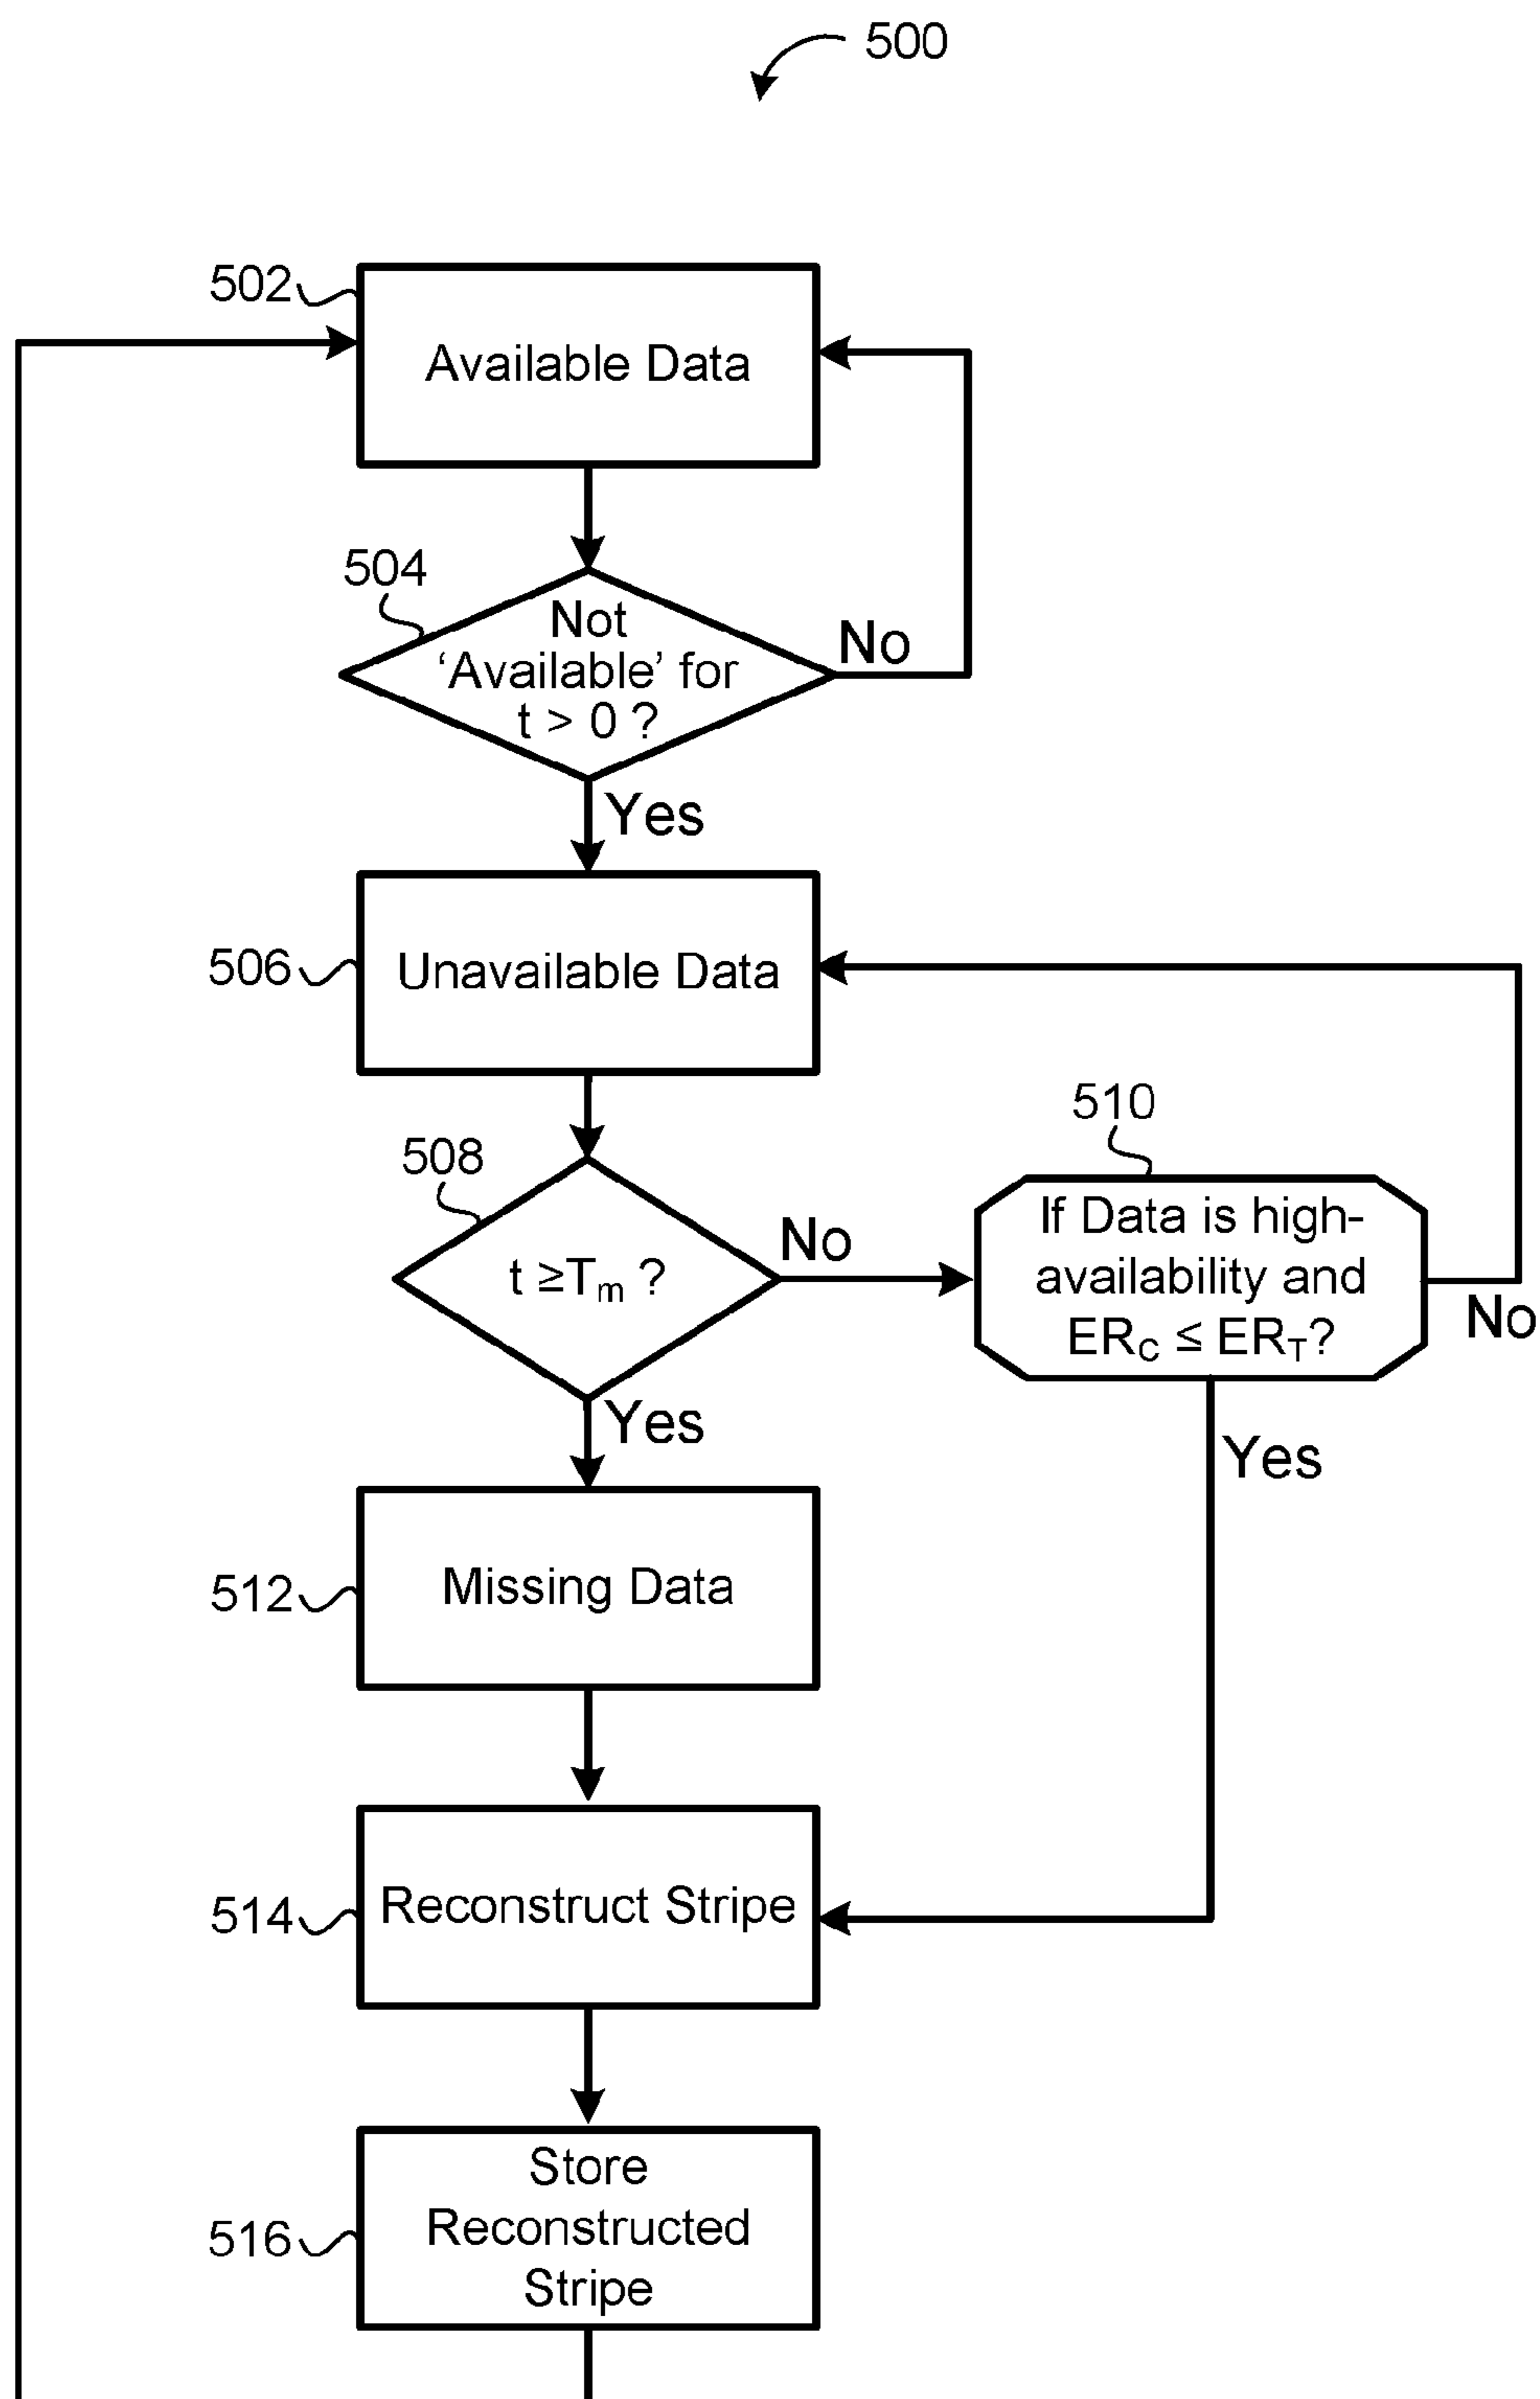 500
502
Available Data
504
Not
‘Available’ for
t > 0 ?
No
Yes
506
Unavailable Data
508
t ≥Tm ?
No
510
If Data is high-
availability and
ERC ≤ ERT?
No
Yes
Yes
512
Missing Data
514
Reconstruct Stripe
516
Store
Reconstructed
Stripe